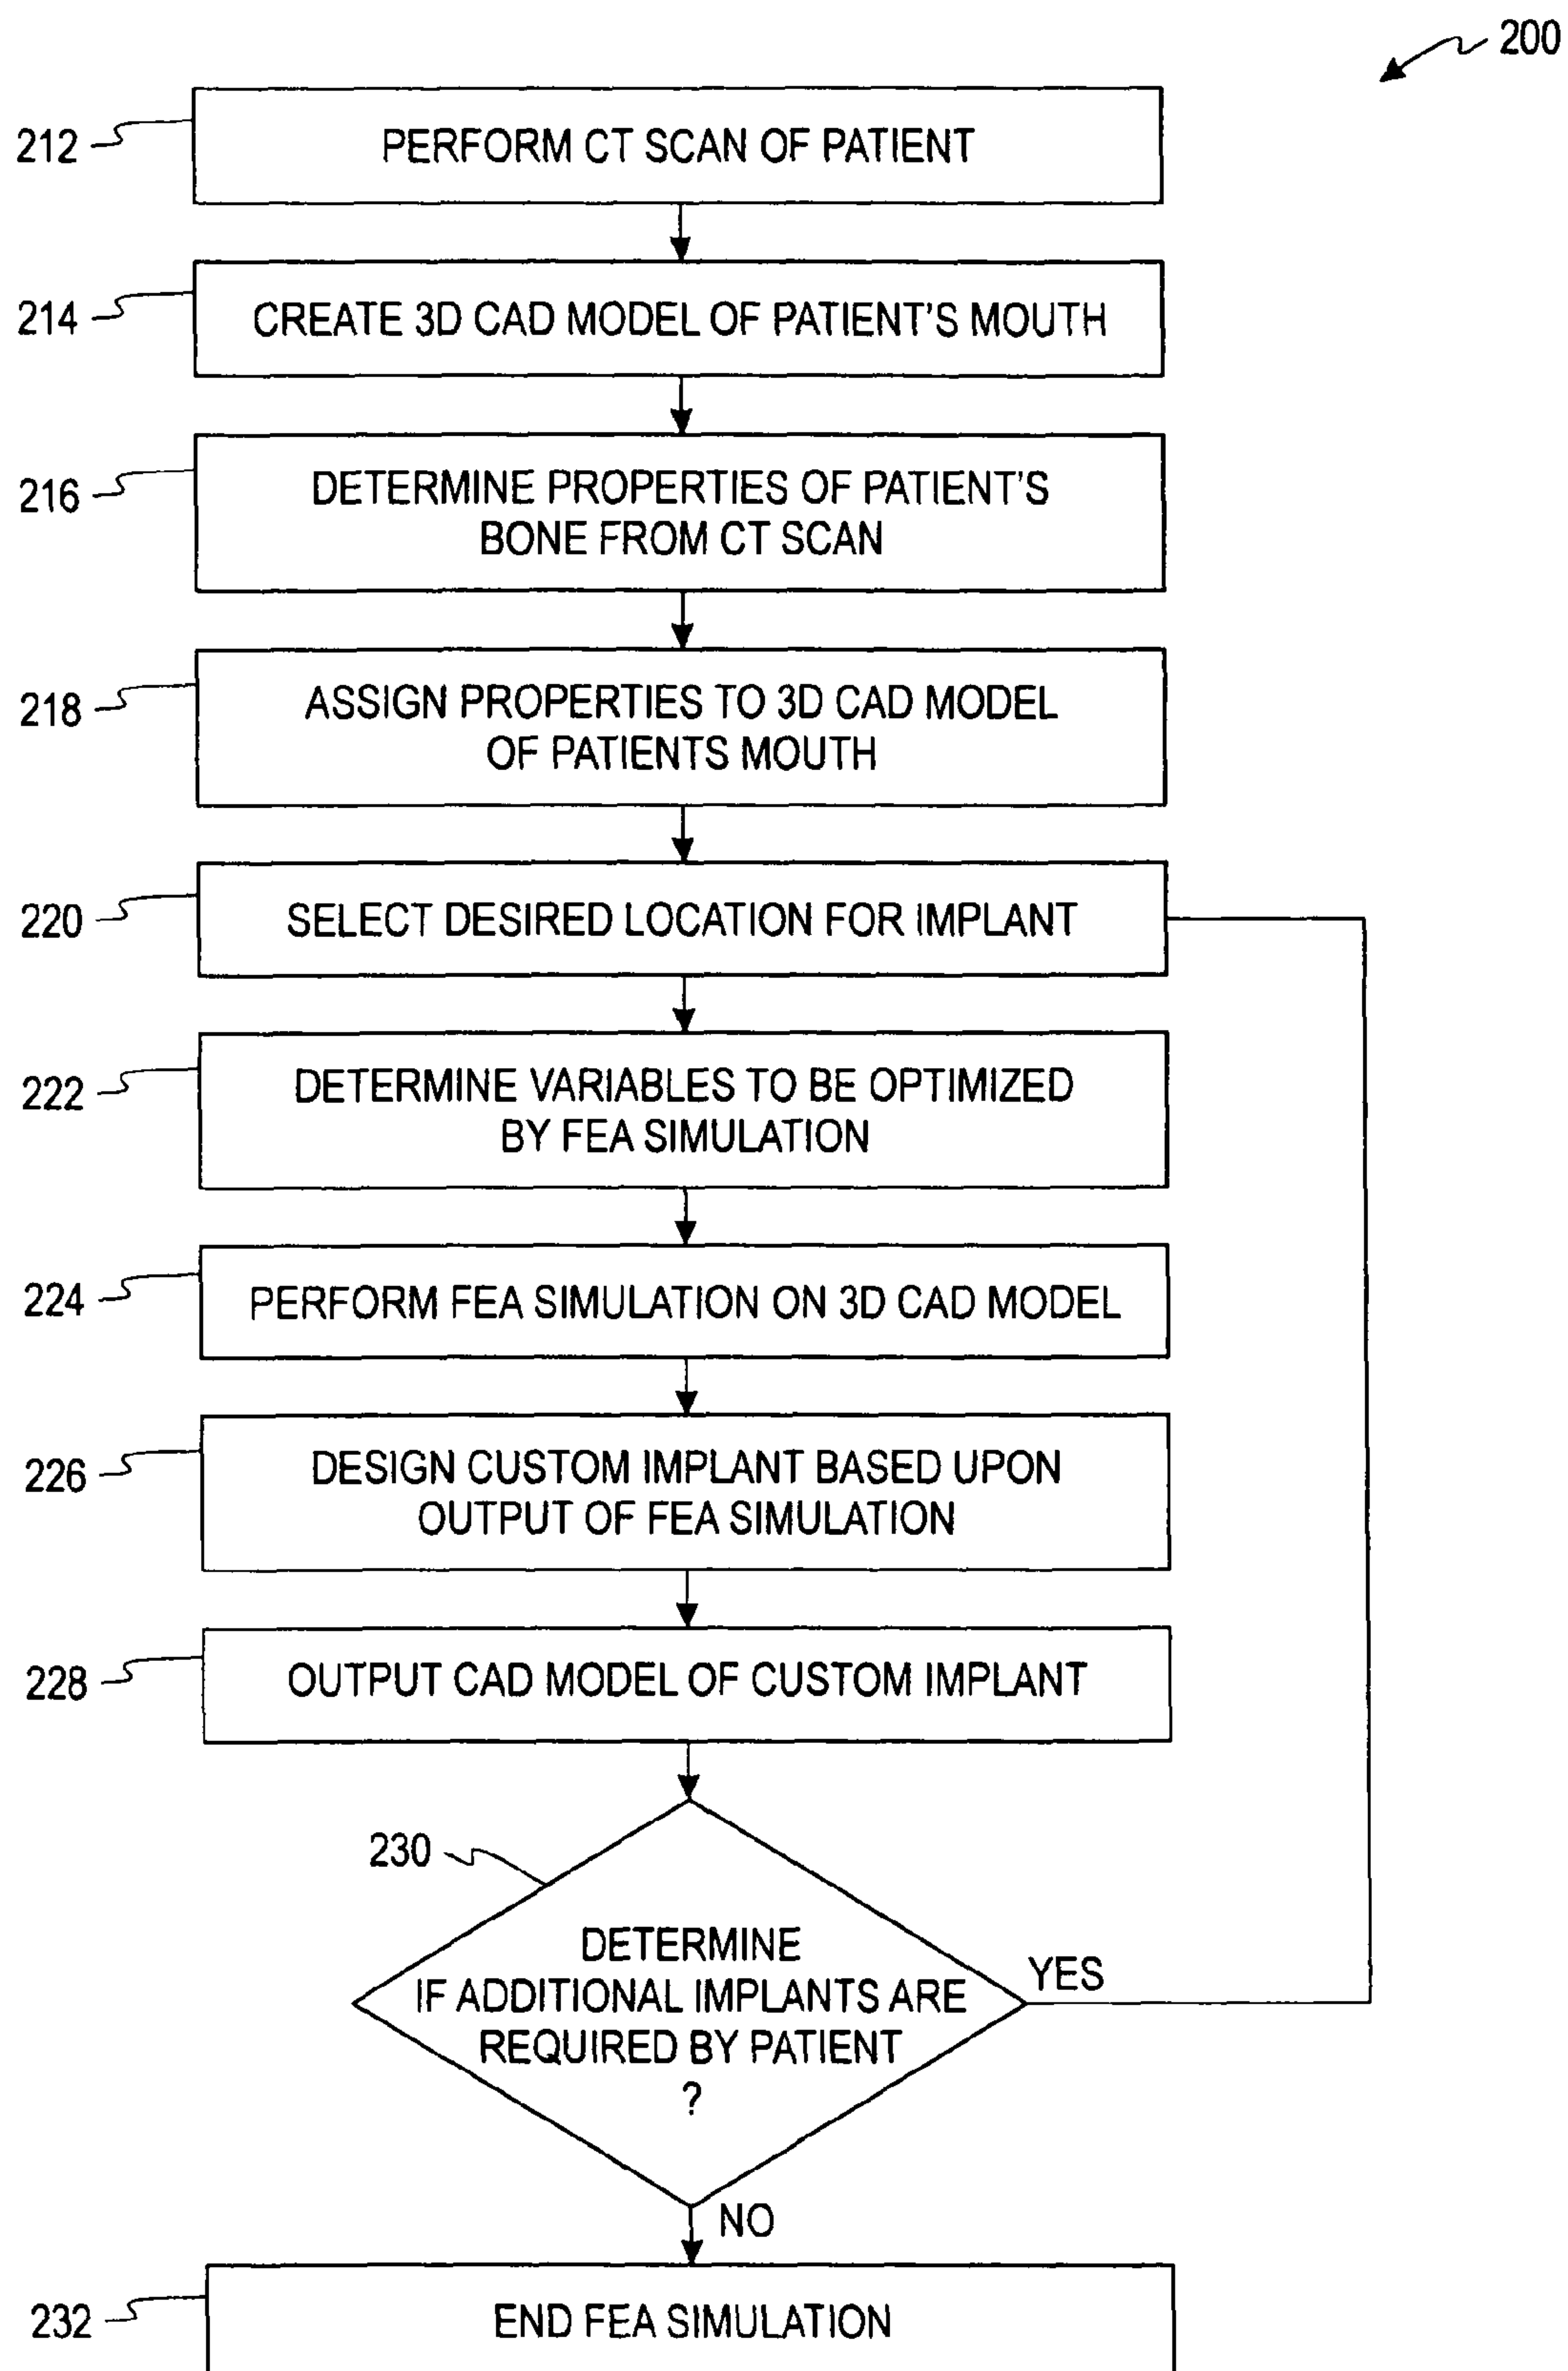 200
212
PERFORM CT SCAN OF PATIENT
214
CREATE 3D CAD MODEL OF PATIENT'S MOUTH
216
DETERMINE PROPERTIES OF PATIENT'S
BONE FROM CT SCAN
218
ASSIGN PROPERTIES TO 3D CAD MODEL
OF PATIENTS MOUTH
220
SELECT DESIRED LOCATION FOR IMPLANT
222
DETERMINE VARIABLES TO BE OPTIMIZED
BY FEA SIMULATION
224
PERFORM FEA SIMULATION ON 3D CAD MODEL
226
DESIGN CUSTOM IMPLANT BASED UPON
OUTPUT OF FEA SIMULATION
228
OUTPUT CAD MODEL OF CUSTOM IMPLANT
230
DETERMINE
IF ADDITIONAL IMPLANTS ARE
REQUIRED BY PATIENT
?
YES
NO
232
END FEA SIMULATION